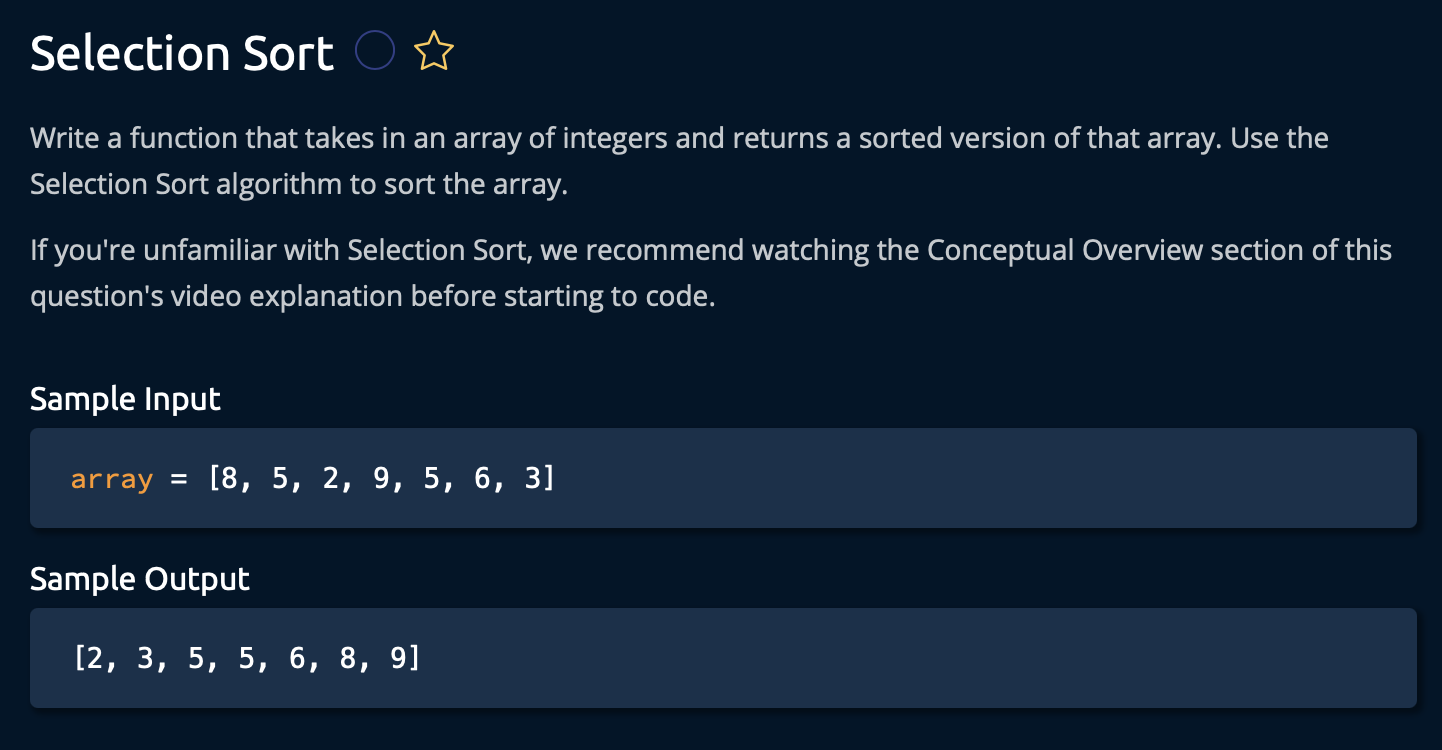 Selection Sort
Write a function that takes in an array of integers and returns a sorted version of that array. Use the
Selection Sort algorithm to sort the array.
If you're unfamiliar with Selection Sort, we recommend watching the Conceptual Overview section of this
question's video explanation before starting to code.
Sample Input
array = [8, 5, 2, 9, 5, 6, 3]
Sample Output
[2, 3, 5, 5, 6, 8, 9]